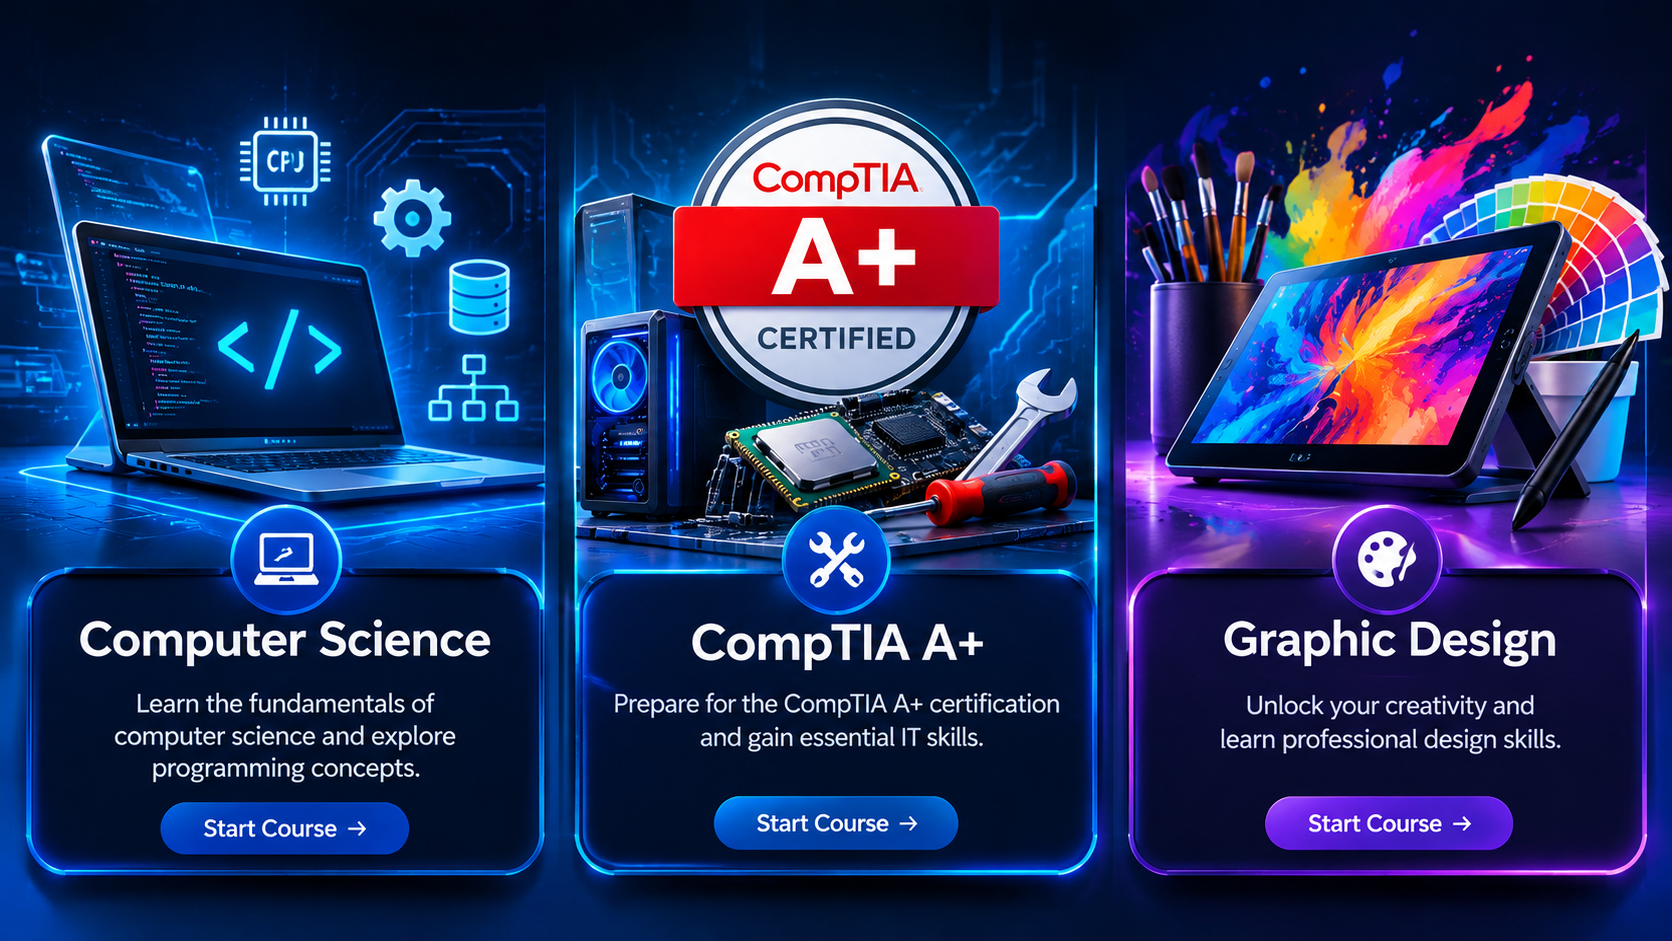 CPU
</>
Computer Science
Learn the fundamentals of
computer science and explore
programming concepts.
Start Course →
CompTIA
A+
CERTIFIED
CompTIA A+
Prepare for the CompTIA A+ certification
and gain essential IT skills.
Start Course →
Graphic Design
Unlock your creativity and
learn professional design skills.
Start Course →